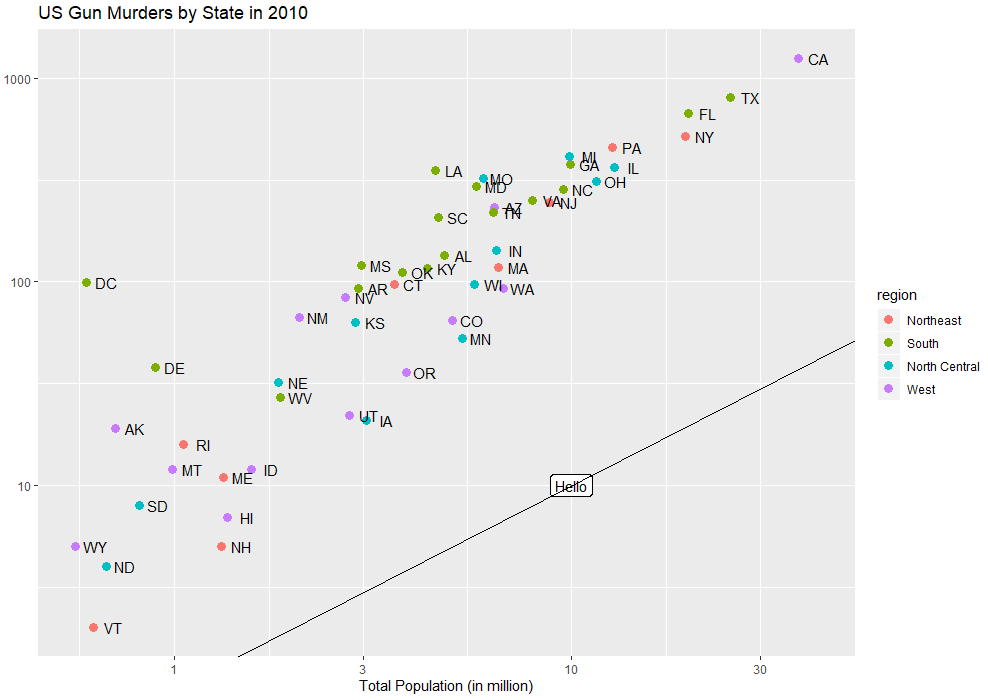 US Gun Murders by State in 2010
1000
CA
TX
FL
NY
PA
MI
GA
IL
LA
MO
OH
MD
NC
VA
NJ
AZ
TN
SC
IN
AL
MS
KY
MA
OK
100
DC
CT
WI
WA
AR
NV
NM
KS
CO
MN
region
Northeast
South
North Central
West
DE
OR
NE
WV
UT
IA
AK
RI
MT
ID
ME
10
Hello
SD
HI
WY
NH
ND
VT
1
3
10
30
Total Population (in million)